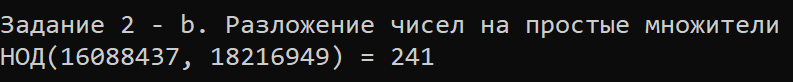 Задание 2 - b. Разложение чисел на простые множители
НОД(16088437, 18216949) = 241